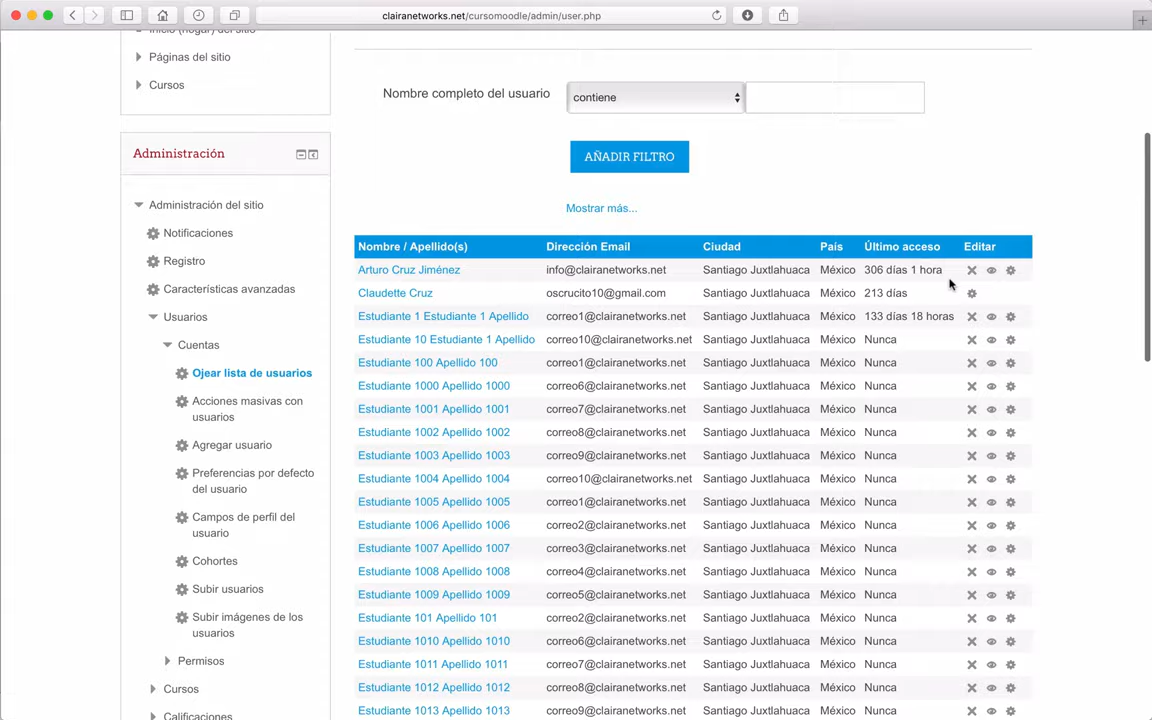 clairanetworks.net/cursomoodle/admin/user.php
Inicio (hogar) del sitio
Páginas del sitio
Cursos
Administración
Administración del sitio
Notificaciones
Registro
Características avanzadas
Usuarios
Cuentas
Ojear lista de usuarios
Acciones masivas con
usuarios
Agregar usuario
Preferencias por defecto
del usuario
Campos de perfil del
usuario
Cohortes
Subir usuarios
Subir imágenes de los
usuarios
Permisos
Cursos
Calificaciones
Nombre completo del usuario contiene
AÑADIR FILTRO
Mostrar más...
Nombre / Apellido(s) Dirección Email Ciudad País Último acceso Editar
Arturo Cruz Jiménez info@clairanetworks.net Santiago Juxtlahuaca México 306 días 1 hora
Claudette Cruz oscrucito10@gmail.com Santiago Juxtlahuaca México 213 días
Estudiante 1 Estudiante 1 Apellido correo1@clairanetworks.net Santiago Juxtlahuaca México 133 días 18 horas
Estudiante 10 Estudiante 1 Apellido correo10@clairanetworks.net Santiago Juxtlahuaca México Nunca
Estudiante 100 Apellido 100 correo1@clairanetworks.net Santiago Juxtlahuaca México Nunca
Estudiante 1000 Apellido 1000 correo6@clairanetworks.net Santiago Juxtlahuaca México Nunca
Estudiante 1001 Apellido 1001 correo7@clairanetworks.net Santiago Juxtlahuaca México Nunca
Estudiante 1002 Apellido 1002 correo8@clairanetworks.net Santiago Juxtlahuaca México Nunca
Estudiante 1003 Apellido 1003 correo9@clairanetworks.net Santiago Juxtlahuaca México Nunca
Estudiante 1004 Apellido 1004 correo10@clairanetworks.net Santiago Juxtlahuaca México Nunca
Estudiante 1005 Apellido 1005 correo1@clairanetworks.net Santiago Juxtlahuaca México Nunca
Estudiante 1006 Apellido 1006 correo2@clairanetworks.net Santiago Juxtlahuaca México Nunca
Estudiante 1007 Apellido 1007 correo3@clairanetworks.net Santiago Juxtlahuaca México Nunca
Estudiante 1008 Apellido 1008 correo4@clairanetworks.net Santiago Juxtlahuaca México Nunca
Estudiante 1009 Apellido 1009 correo5@clairanetworks.net Santiago Juxtlahuaca México Nunca
Estudiante 101 Apellido 101 correo2@clairanetworks.net Santiago Juxtlahuaca México Nunca
Estudiante 1010 Apellido 1010 correo6@clairanetworks.net Santiago Juxtlahuaca México Nunca
Estudiante 1011 Apellido 1011 correo7@clairanetworks.net Santiago Juxtlahuaca México Nunca
Estudiante 1012 Apellido 1012 correo8@clairanetworks.net Santiago Juxtlahuaca México Nunca
Estudiante 1013 Apellido 1013 correo9@clairanetworks.net Santiago Juxtlahuaca México Nunca